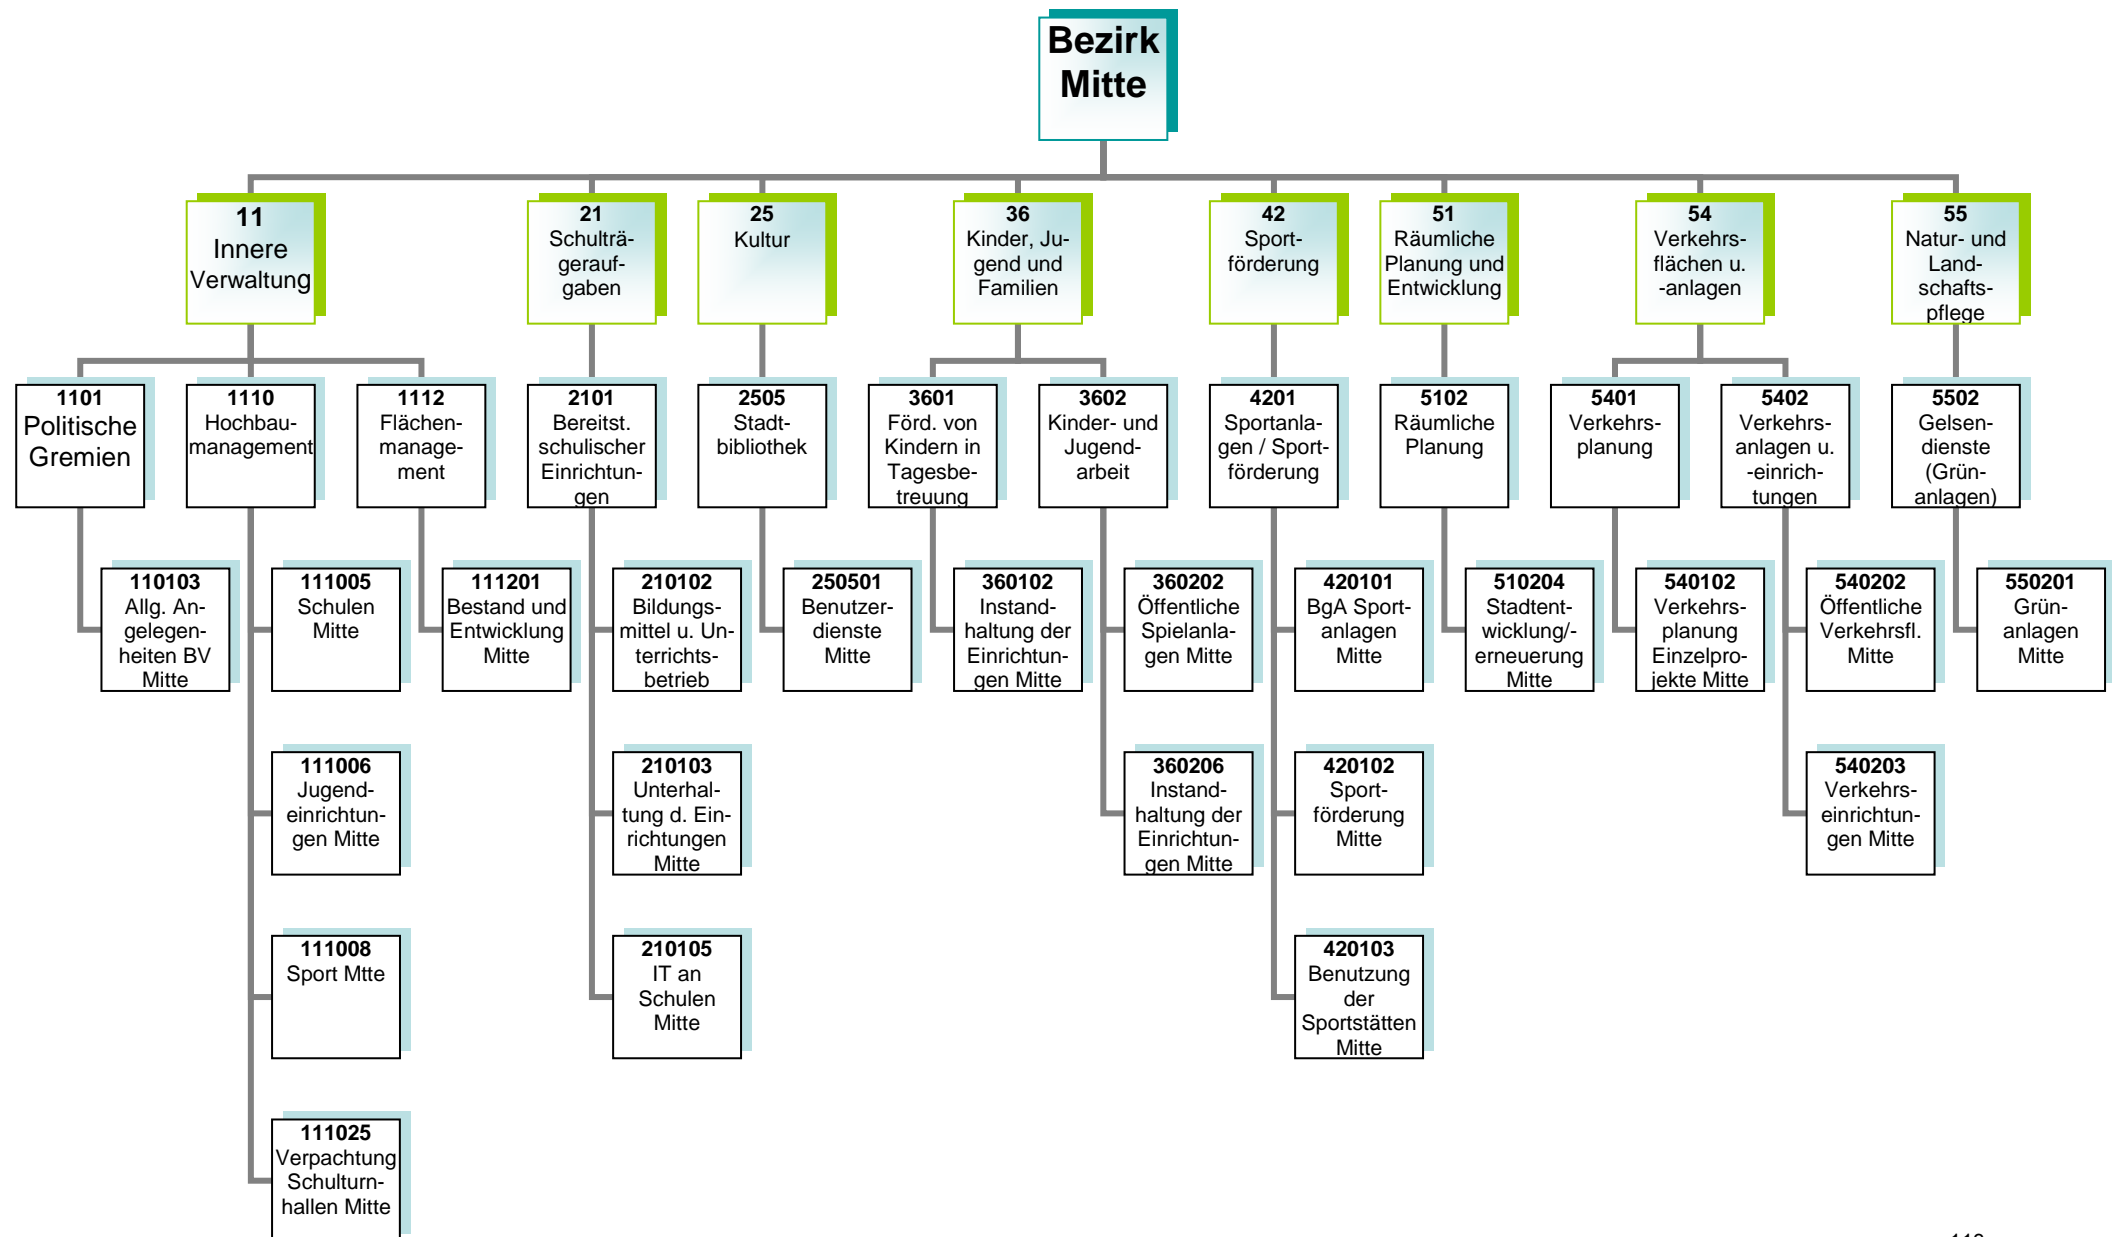 Bezirk
Mitte
11
Innere
Verwaltung
21
Schulträ-
gerauf-
gaben
25
Kultur
36
Kinder, Ju-
gend und
Familien
42
Sport-
förderung
51
Räumliche
Planung und
Entwicklung
54
Verkehrs-
flächen u.
-anlagen
55
Natur- und
Land-
schafts-
pflege
1101
Politische
Gremien
1110
Hochbau-
management
1112
Flächen-
manage-
ment
2101
Bereitst.
schulischer
Einrichtun-
gen
2505
Stadt-
bibliothek
3601
Förd. von
Kindern in
Tagesbe-
treuung
3602
Kinder- und
Jugend-
arbeit
4201
Sportanla-
gen / Sport-
förderung
5102
Räumliche
Planung
5401
Verkehrs-
planung
5402
Verkehrs-
anlagen u.
-einrich-
tungen
5502
Gelsen-
dienste
(Grün-
anlagen)
110103
Allg. An-
gelegen-
heiten BV
Mitte
111005
Schulen
Mitte
111201
Bestand und
Entwicklung
Mitte
210102
Bildungs-
mittel u. Un-
terrichts-
betrieb
250501
Benutzer-
dienste
Mitte
360102
Instand-
haltung der
Einrichtun-
gen Mitte
360202
Öffentliche
Spielanla-
gen Mitte
420101
BgA Sport-
anlagen
Mitte
510204
Stadtent-
wicklung/-
erneuerung
Mitte
540102
Verkehrs-
planung
Einzelpro-
jekte Mitte
540202
Öffentliche
Verkehrsfl.
Mitte
550201
Grün-
anlagen
Mitte
111006
Jugend-
einrichtun-
gen Mitte
210103
Unterhal-
tung d. Ein-
richtungen
Mitte
360206
Instand-
haltung der
Einrichtun-
gen Mitte
420102
Sport-
förderung
Mitte
540203
Verkehrs-
einrichtun-
gen Mitte
111008
Sport Mtte
210105
IT an
Schulen
Mitte
420103
Benutzung
der
Sportstätten
Mitte
111025
Verpachtung
Schulturn-
hallen Mitte